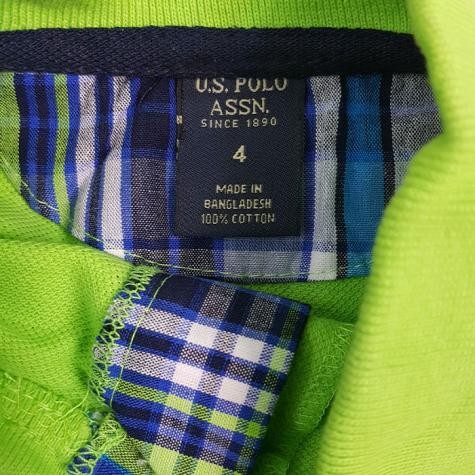 U.S. POLO
ASSN.
SINCE 1890
4
MADE IN
BANGLADESH
100% COTTON